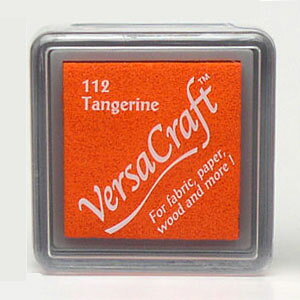 112
Tangerine
VersaCraft™
For fabric, paper,
wood and more !